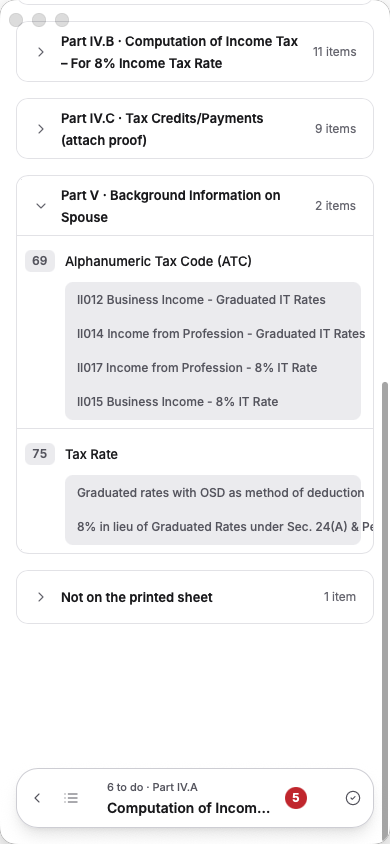 Part IV.B · Computation of Income Tax
– For 8% Income Tax Rate
11 items
Part IV.C · Tax Credits/Payments
(attach proof)
9 items
Part V · Background Information on
Spouse
2 items
69 Alphanumeric Tax Code (ATC)
II012 Business Income - Graduated IT Rates
II014 Income from Profession - Graduated IT Rates
II017 Income from Profession - 8% IT Rate
II015 Business Income - 8% IT Rate
75 Tax Rate
Graduated rates with OSD as method of deduction
8% in lieu of Graduated Rates under Sec. 24(A) & Pe
Not on the printed sheet
1 item
6 to do · Part IV.A
Computation of Incom...
5